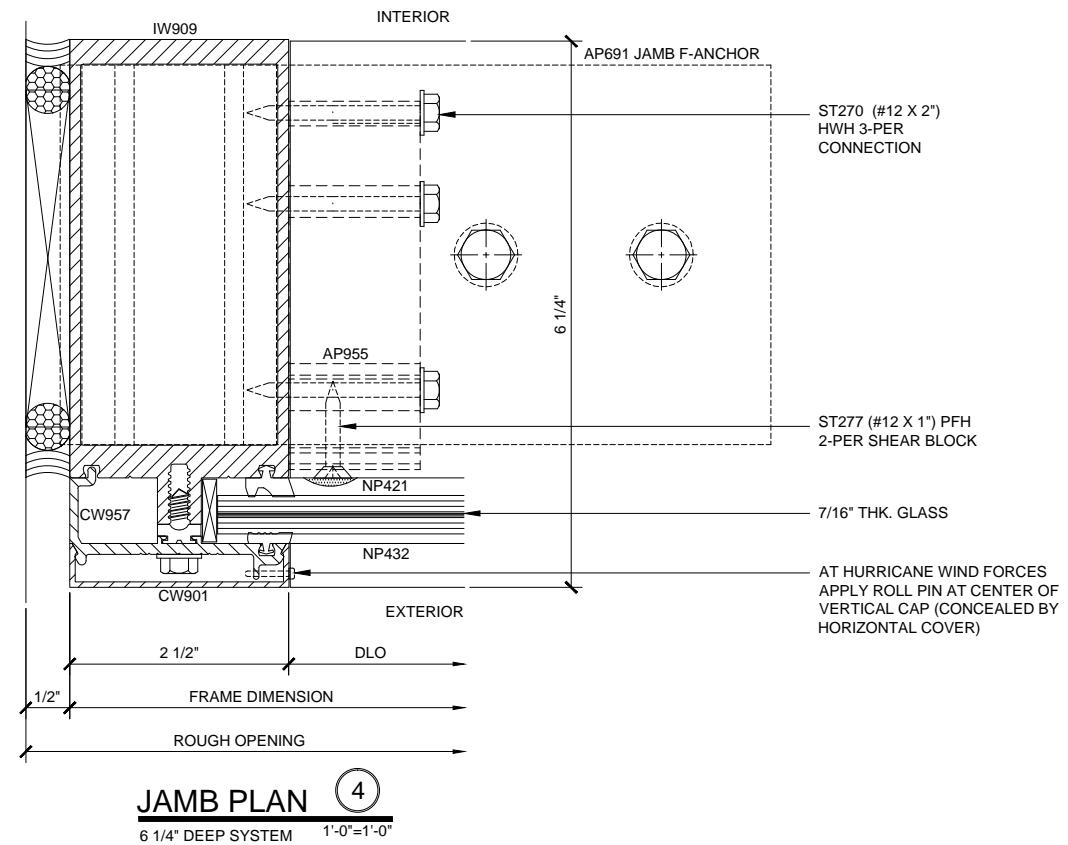 INTERIOR
IW909
AP691 JAMB F-ANCHOR
ST270 (#12 X 2")
HWH 3-PER
CONNECTION
6 1/4"
AP955
ST277 (#12 X 1") PFH
2-PER SHEAR BLOCK
NP421
CW957
7/16" THK. GLASS
NP432
AT HURRICANE WIND FORCES
APPLY ROLL PIN AT CENTER OF
VERTICAL CAP (CONCEALED BY
HORIZONTAL COVER)
CW901
EXTERIOR
2 1/2"
DLO
1/2"
FRAME DIMENSION
ROUGH OPENING
JAMB PLAN
4
6 1/4" DEEP SYSTEM
1'-0"=1'-0"